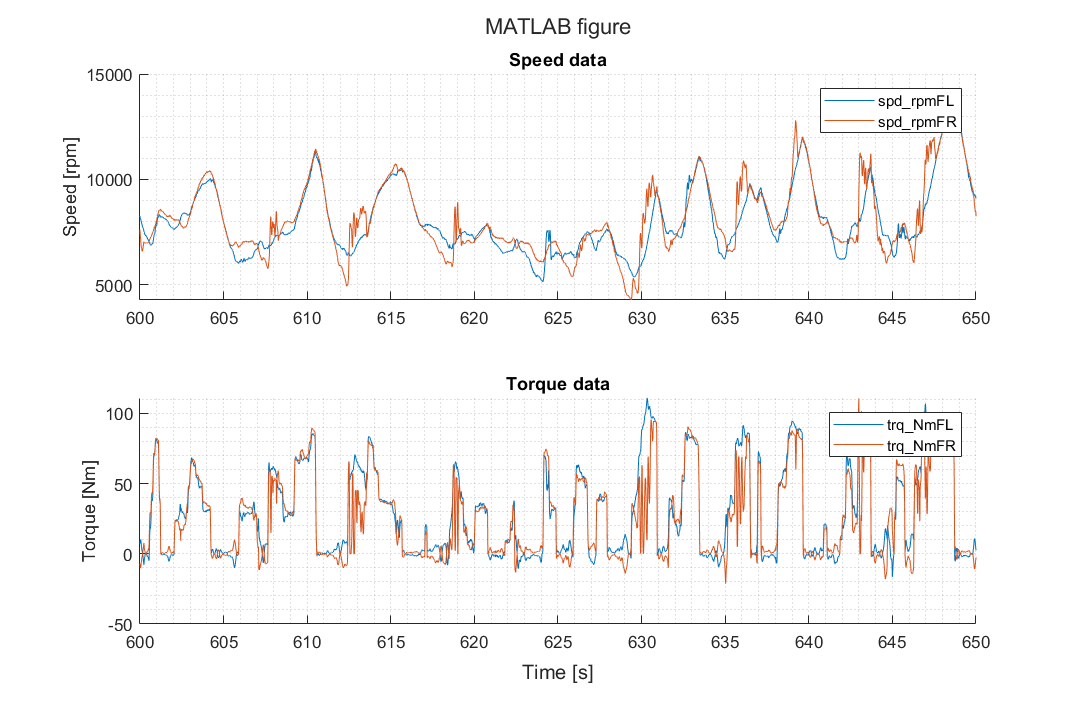 MATLAB figure
Speed data
15000
10000
5000
Speed [rpm]
spd_rpmFL
spd_rpmFR
600 605 610 615 620 625 630 635 640 645 650
Torque data
100
50
0
-50
Torque [Nm]
trq_NmFL
trq_NmFR
600 605 610 615 620 625 630 635 640 645 650
Time [s]